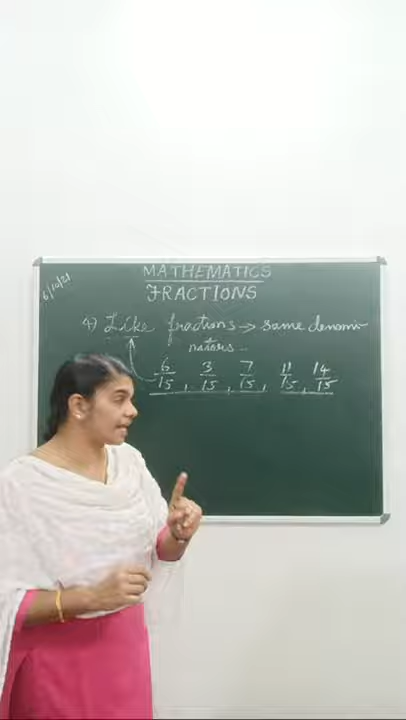 MATHEMATICS
6/10/21
FRACTIONS
4) Like fractions → same denomi-
nators.
6/15, 3/15, 7/15, 11/15, 14/15